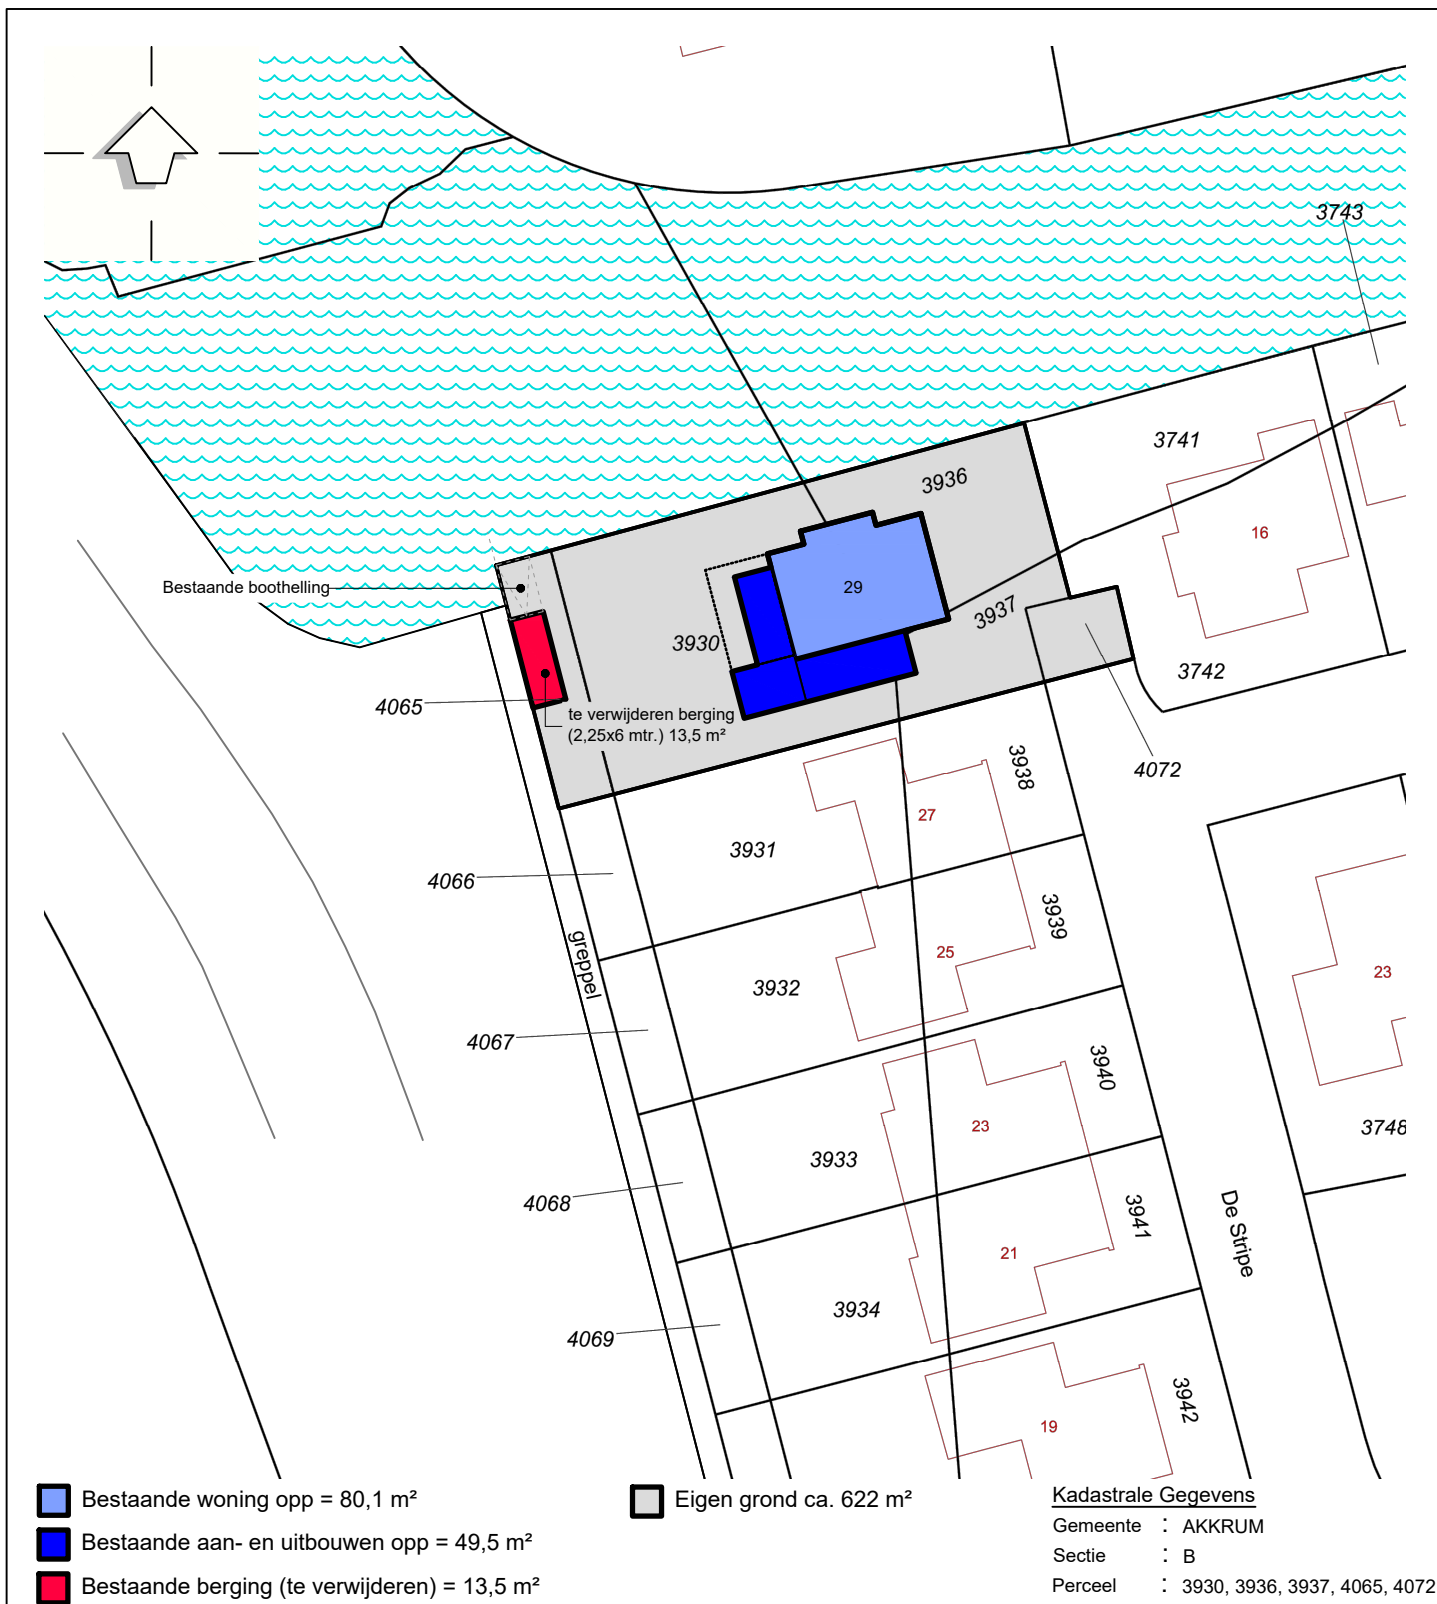 3743
3741
3936
16
29
Bestaande boothelling
3937
3930
3742
4065
te verwijderen berging
(2,25x6 mtr.) 13,5 m²
3938
4072
27
3931
4066
3939
greppel
25
3932
23
4067
3940
23
3748
3933
4068
3941
De Stripe
21
3934
4069
3942
19
Bestaande woning opp = 80,1 m²
Bestaande aan- en uitbouwen opp = 49,5 m²
Bestaande berging (te verwijderen) = 13,5 m²
Eigen grond ca. 622 m²
Kadastrale Gegevens
Gemeente : AKKRUM
Sectie : B
Perceel : 3930, 3936, 3937, 4065, 4072